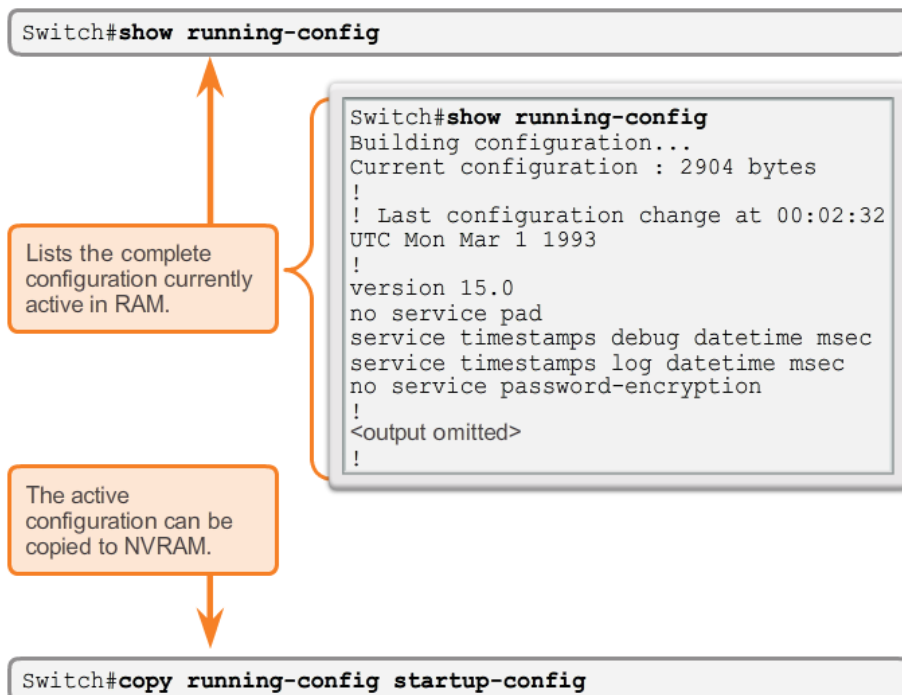 Switch#show running-config
Switch#show running-config
Building configuration...
Current configuration : 2904 bytes
!
! Last configuration change at 00:02:32
UTC Mon Mar 1 1993
!
version 15.0
no service pad
service timestamps debug datetime msec
service timestamps log datetime msec
no service password-encryption
!
<output omitted>
!
Lists the complete
configuration currently
active in RAM.
The active
configuration can be
copied to NVRAM.
Switch#copy running-config startup-config